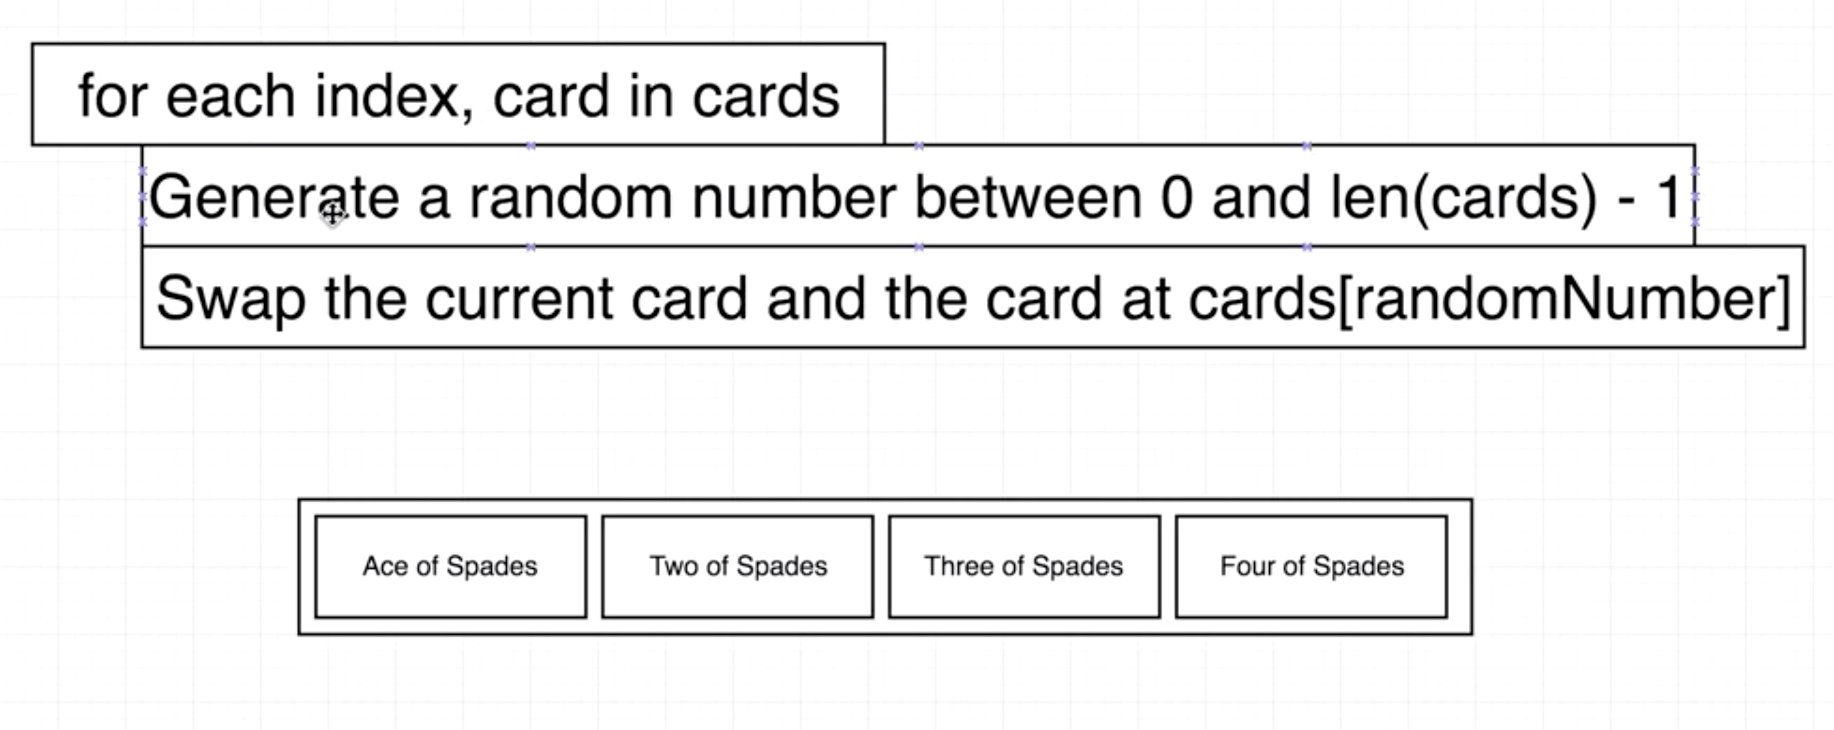 for each index, card in cards
Generate a random number between 0 and len(cards) - 1
Swap the current card and the card at cards[randomNumber]
Ace of Spades Two of Spades Three of Spades Four of Spades